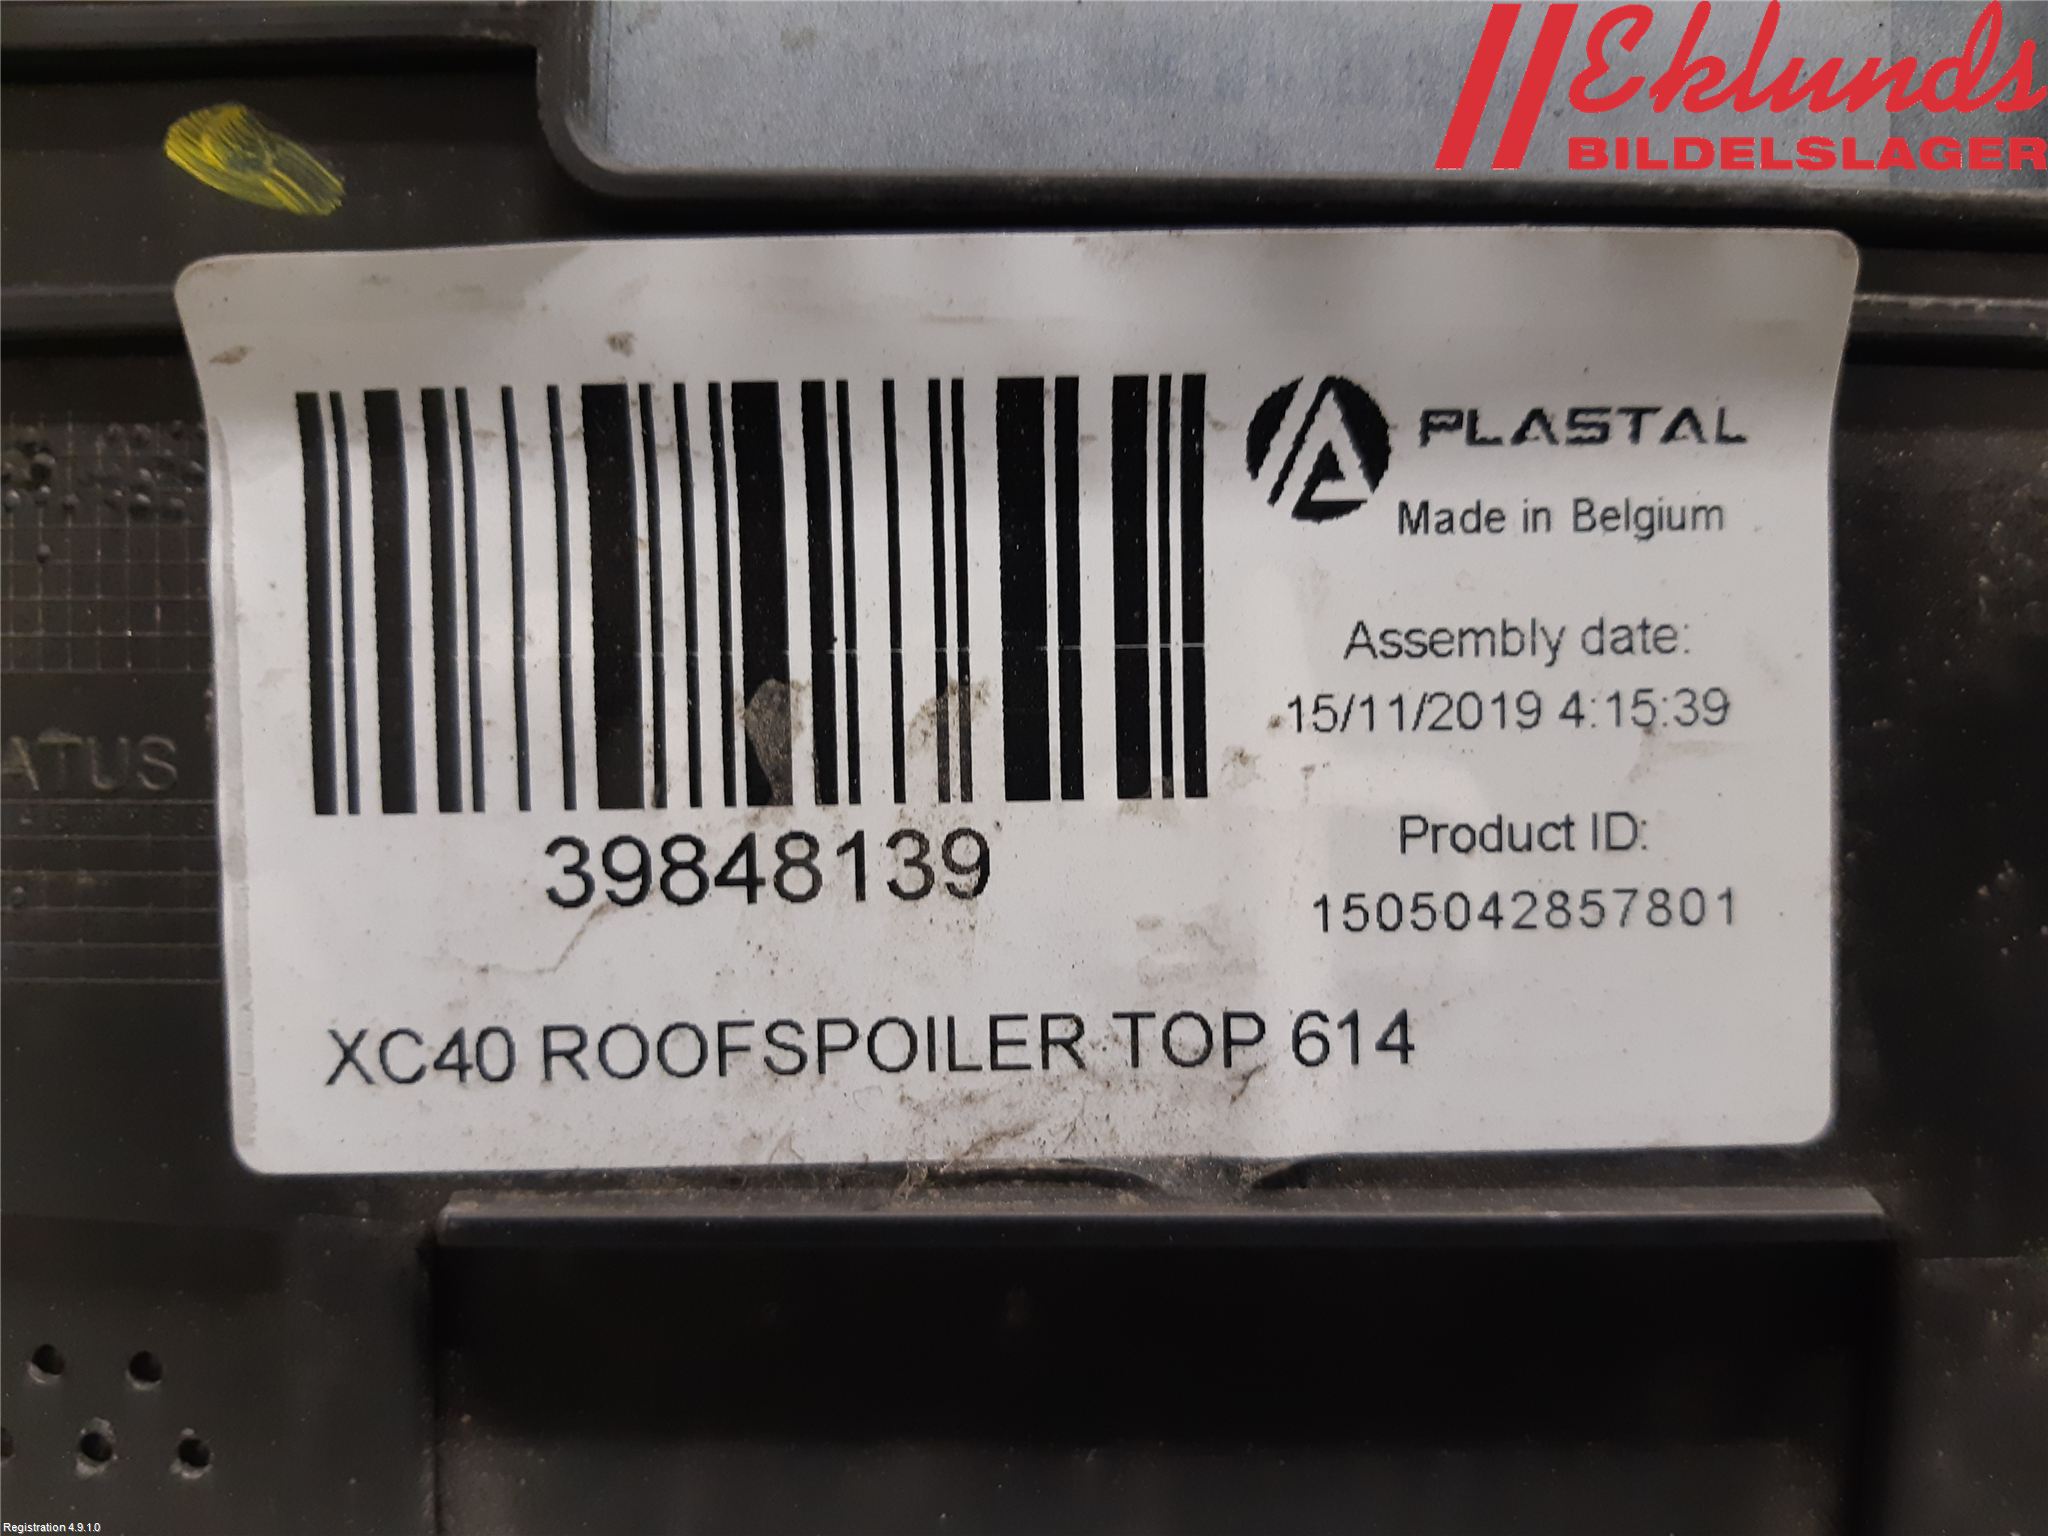 Eklunds
BILDELSLAGER
PLASTAL
Made in Belgium
Assembly date:
15/11/2019 4:15:39
Product ID:
1505042857801
39848139
XC40 ROOFSPOILER TOP 614
ATUS
Registration 4.9.1.0